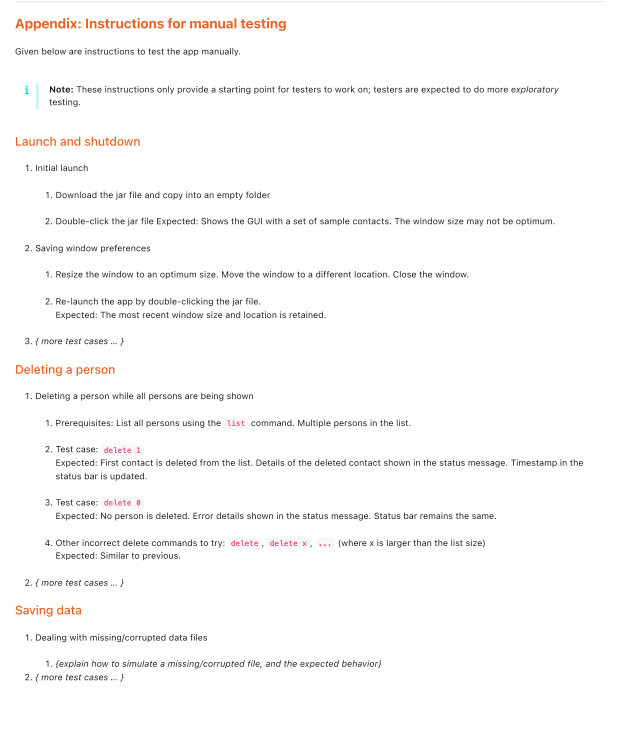 Appendix: Instructions for manual testing
Given below are instructions to test the app manually.
i Note: These instructions only provide a starting point for testers to work on; testers are expected to do more exploratory
testing.
Launch and shutdown
1. Initial launch
1. Download the jar file and copy into an empty folder
2. Double-click the jar file Expected: Shows the GUI with a set of sample contacts. The window size may not be optimum.
2. Saving window preferences
1. Resize the window to an optimum size. Move the window to a different location. Close the window.
2. Re-launch the app by double-clicking the jar file.
Expected: The most recent window size and location is retained.
3. { more test cases … }
Deleting a person
1. Deleting a person while all persons are being shown
1. Prerequisites: List all persons using the list command. Multiple persons in the list.
2. Test case: delete 1
Expected: First contact is deleted from the list. Details of the deleted contact shown in the status message. Timestamp in the
status bar is updated.
3. Test case: delete 0
Expected: No person is deleted. Error details shown in the status message. Status bar remains the same.
4. Other incorrect delete commands to try: delete, delete x, ... (where x is larger than the list size)
Expected: Similar to previous.
2. { more test cases … }
Saving data
1. Dealing with missing/corrupted data files
1. {explain how to simulate a missing/corrupted file, and the expected behavior}
2. { more test cases … }